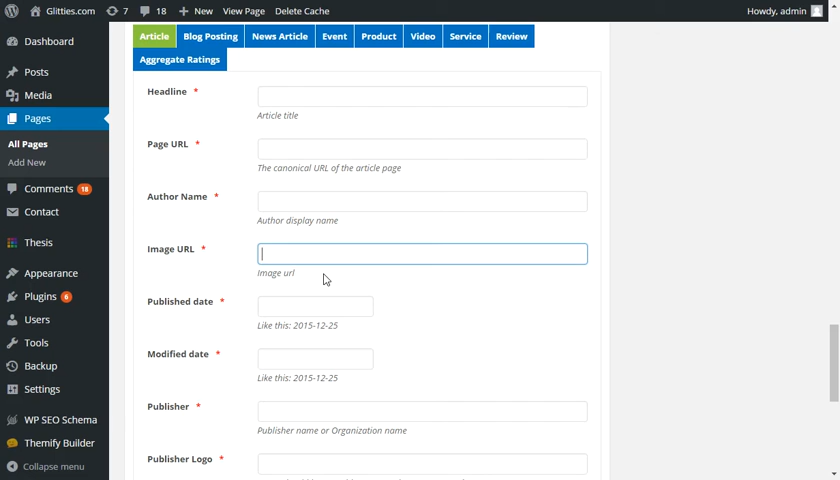 Glitties.com 7 18 New View Page Delete Cache Howdy, admin
Dashboard
Posts
Media
Pages
All Pages
Add New
Comments 18
Contact
Thesis
Appearance
Plugins 6
Users
Tools
Backup
Settings
WP SEO Schema
Themify Builder
Collapse menu
Article Blog Posting News Article Event Product Video Service Review
Aggregate Ratings
Headline *
Article title
Page URL *
The canonical URL of the article page
Author Name *
Author display name
Image URL *
Image url
Published date *
Like this: 2015-12-25
Modified date *
Like this: 2015-12-25
Publisher *
Publisher name or Organization name
Publisher Logo *